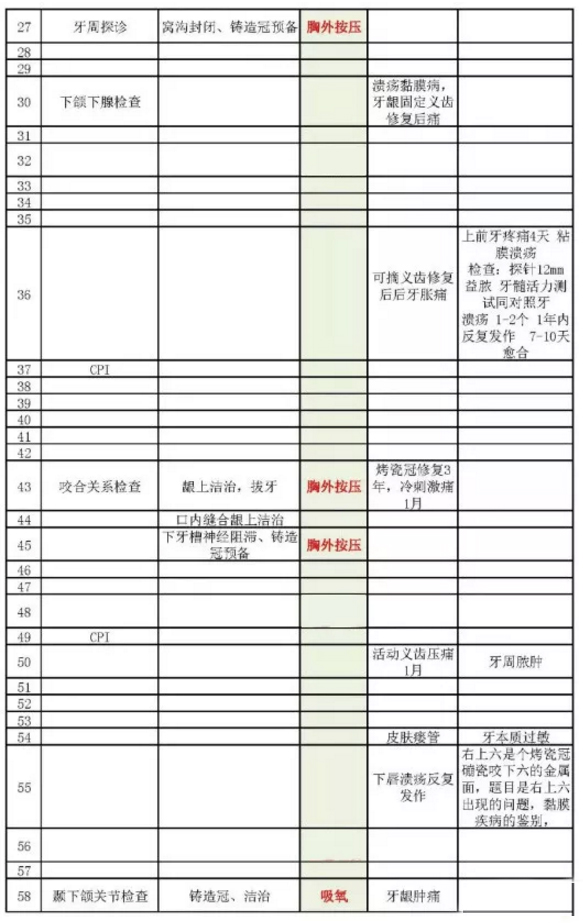 27 牙周探诊 窝沟封闭、铸造冠预备 胸外按压
28
29
30 下颌下腺检查 溃疡黏膜病，
牙龈固定义齿
修复后痛
31
32
33
34
35
36 可摘义齿修复
后后牙胀痛 上前牙疼痛4天 粘
膜溃疡
检查：探针12mm
益脓 牙髓活力测
试同对照牙
溃疡 1-2个 1年内
反复发作 7-10天
愈合
37 CPI
38
39
40
41
42
43 咬合关系检查 龈上洁治，拔牙 胸外按压 烤瓷冠修复3
年，冷刺激痛
1月
44 口内缝合龈上洁治
45 下牙槽神经阻滞、铸造
冠预备 胸外按压
46
47
48
49 CPI
50 活动义齿压痛
1月 牙周脓肿
51
52
53
54 皮肤瘘管 牙本质过敏
55 下唇溃疡反复
发作 右上六是个烤瓷冠
磞瓷咬下六的金属
面，题目是右上六
出现的问题，黏膜
疾病的鉴别，
56
57
58 颞下颌关节检查 铸造冠、洁治 吸氧 牙龈肿痛